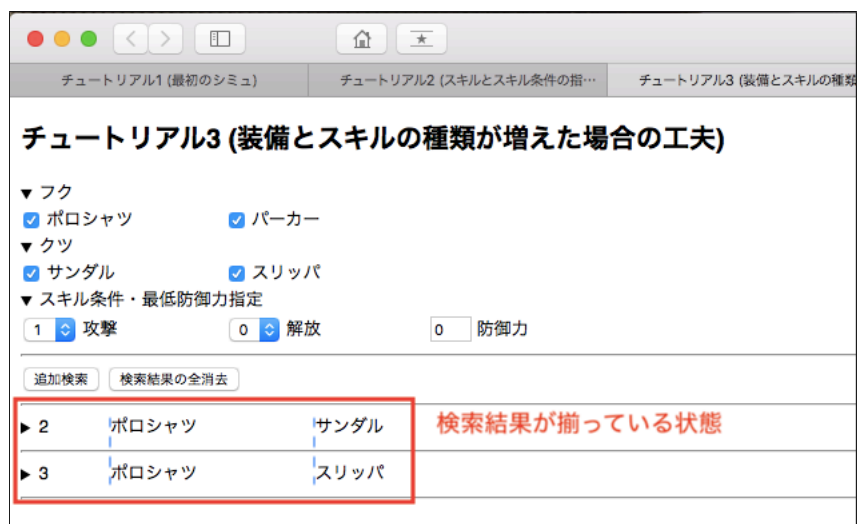 チュートリアル1 (最初のシミュ) チュートリアル2 (スキルとスキル条件の指… チュートリアル3 (装備とスキルの種類
チュートリアル3 (装備とスキルの種類が増えた場合の工夫)
▼ フク
ポロシャツ パーカー
▼ クツ
サンダル スリッパ
▼ スキル条件・最低防御力指定
1 攻撃 0 解放 0 防御力
追加検索 検索結果の全消去
▶ 2 ポロシャツ サンダル 検索結果が揃っている状態
▶ 3 ポロシャツ スリッパ